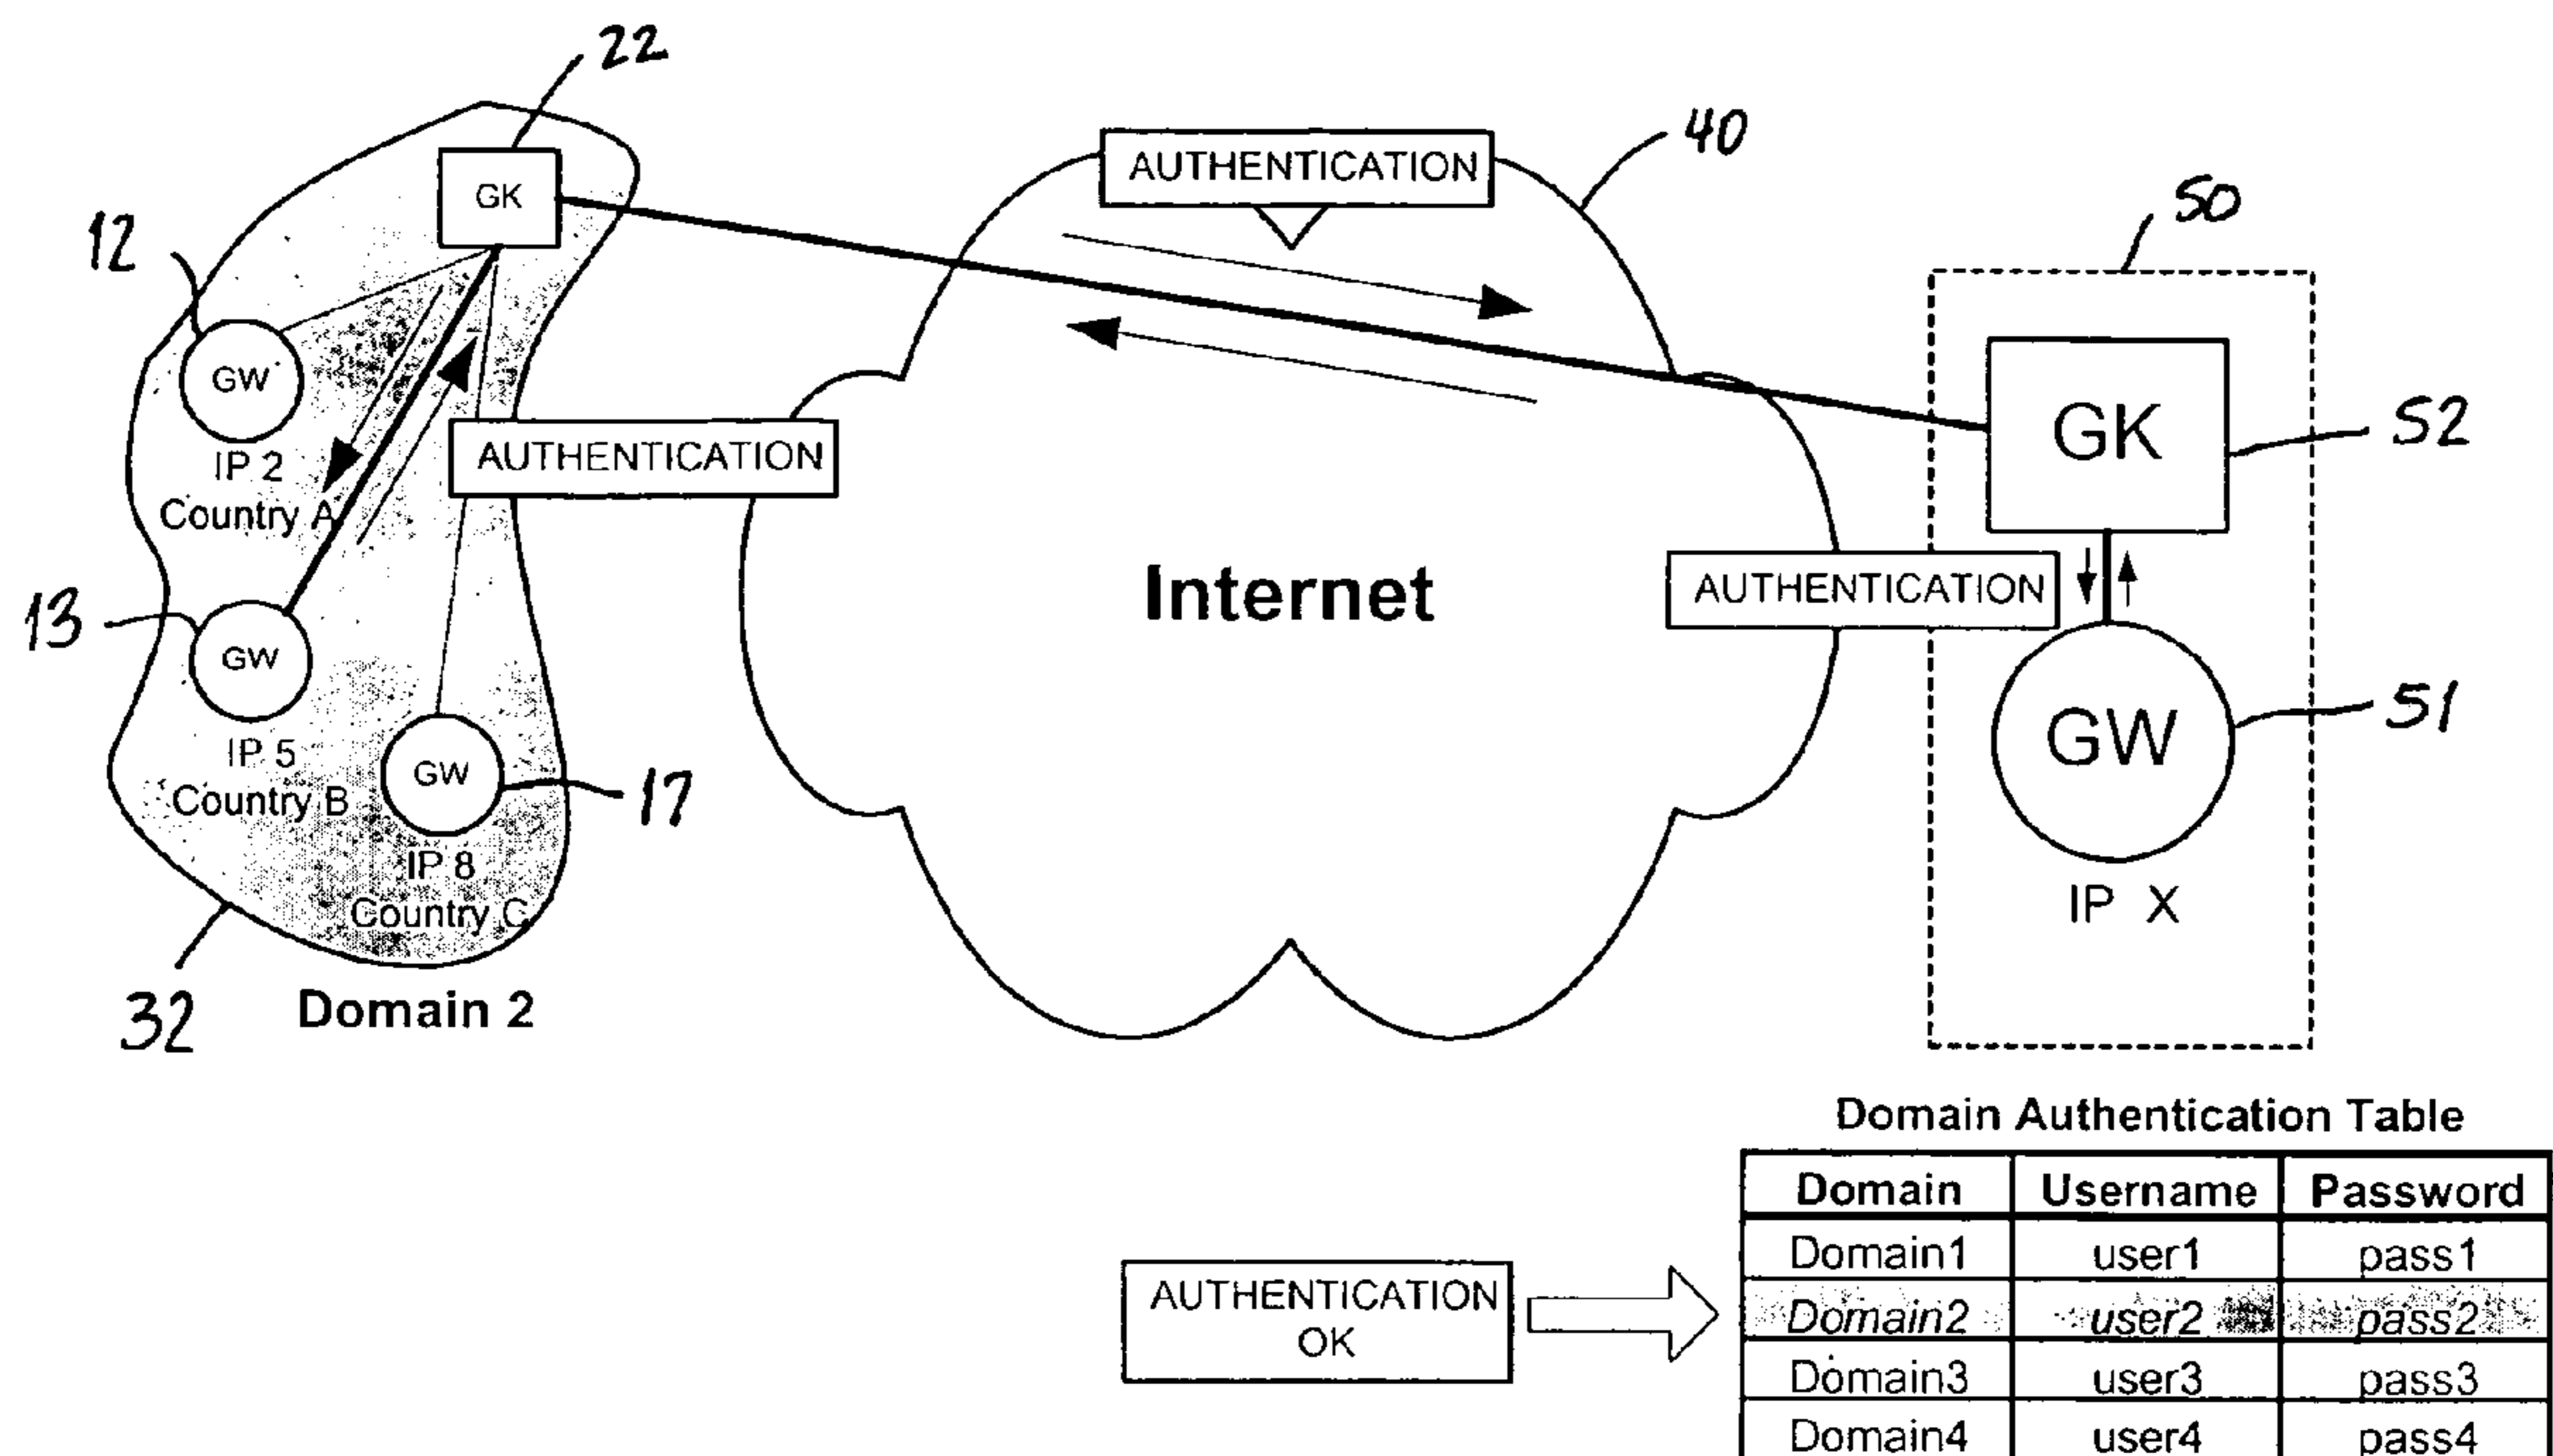 22
AUTHENTICATION
40
GK
50
12
GW
IP 2
Country A
AUTHENTICATION
GK
52
Internet
AUTHENTICATION
13
GW
IP 5
Country B
GW
17
IP 8
Country C
GW
51
IP X
32
Domain 2
Domain Authentication Table
Domain Username Password
Domain1 user1 pass1
AUTHENTICATION
OK
Domain2 user2 pass2
Domain3 user3 pass3
Domain4 user4 pass4